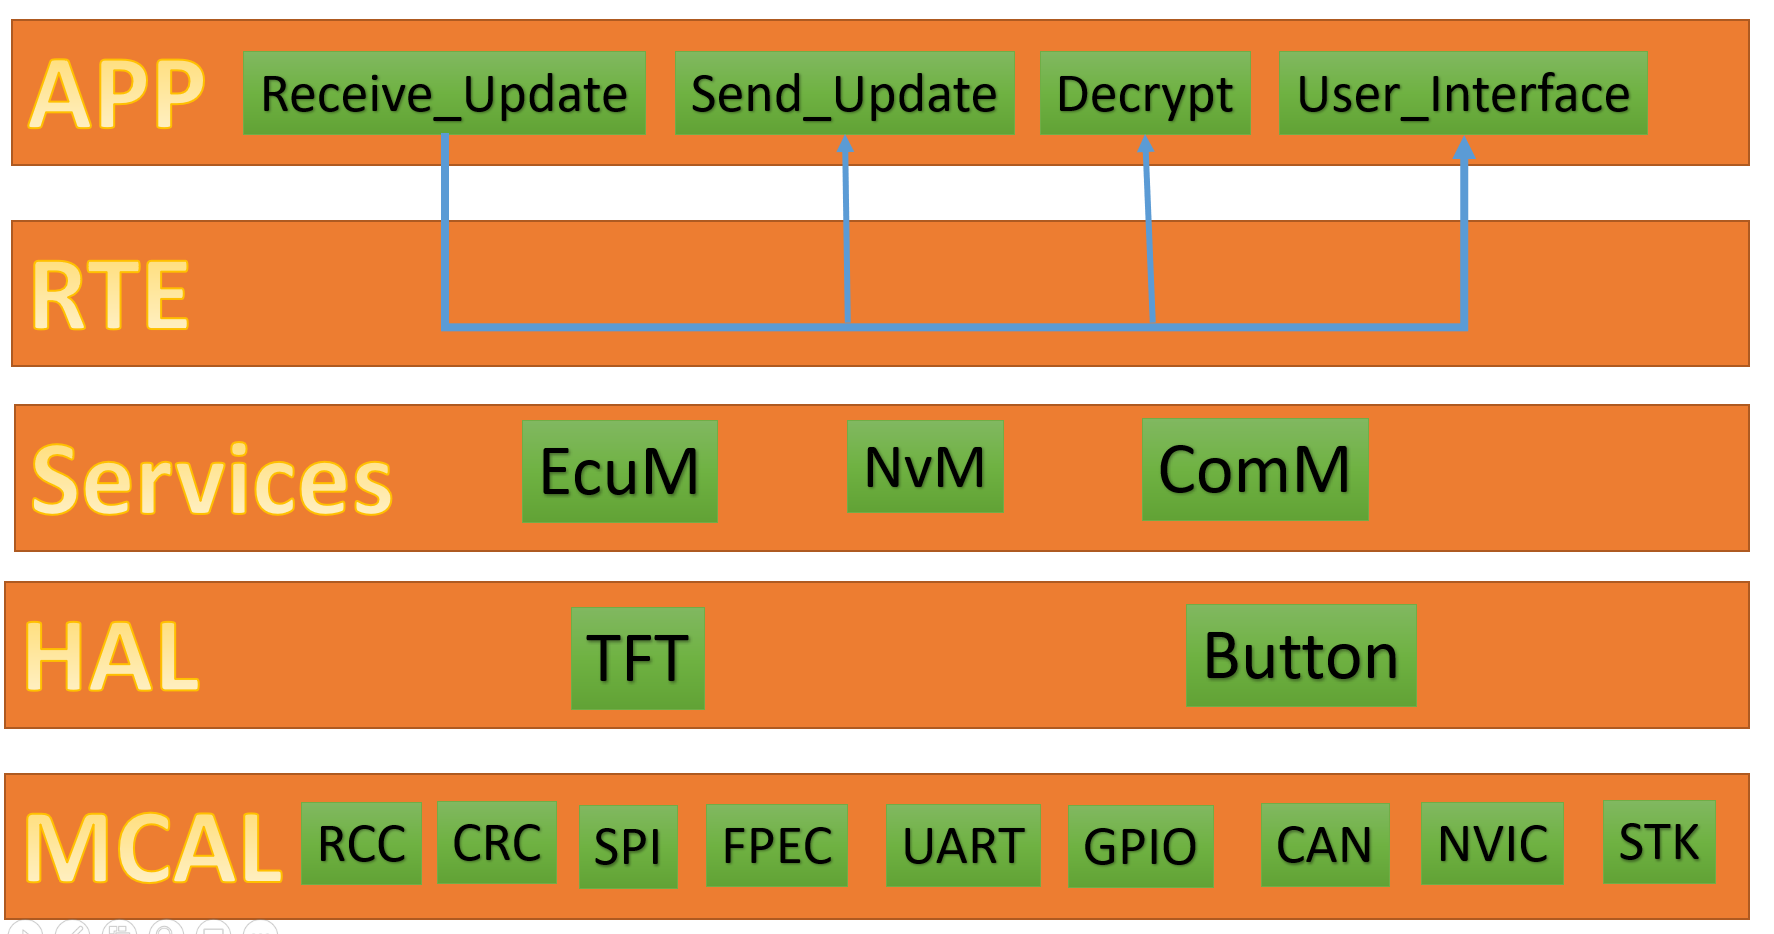 APP Receive_Update Send_Update Decrypt User_Interface
RTE
Services EcuM NvM ComM
HAL TFT Button
MCAL RCC CRC SPI FPEC UART GPIO CAN NVIC STK